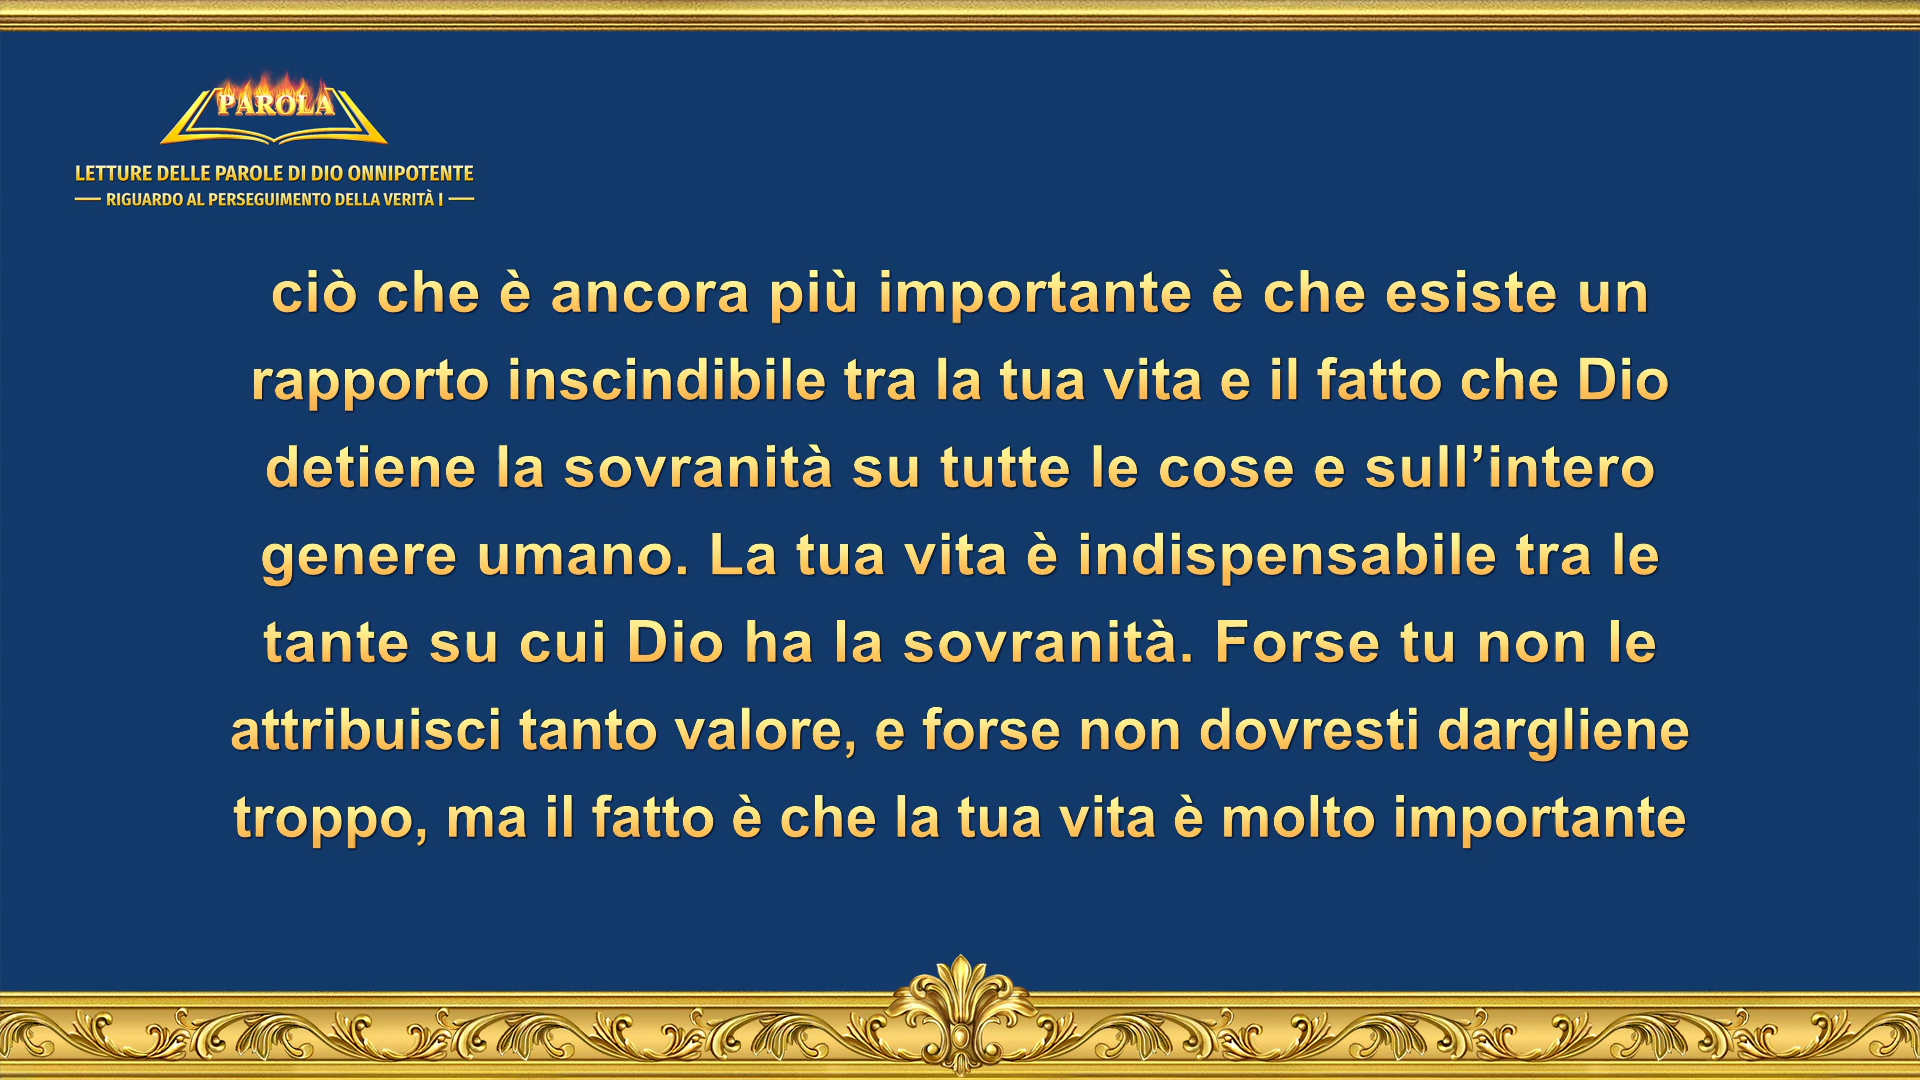 PAROLA
LETTURE DELLE PAROLE DI DIO ONNIPOTENTE
RIGUARDO AL PERSEGUIMENTO DELLA VERITÀ I
ciò che è ancora più importante è che esiste un
rapporto inscindibile tra la tua vita e il fatto che Dio
detiene la sovranità su tutte le cose e sull’intero
genere umano. La tua vita è indispensabile tra le
tante su cui Dio ha la sovranità. Forse tu non le
attribuisci tanto valore, e forse non dovresti dargliene
troppo, ma il fatto è che la tua vita è molto importante